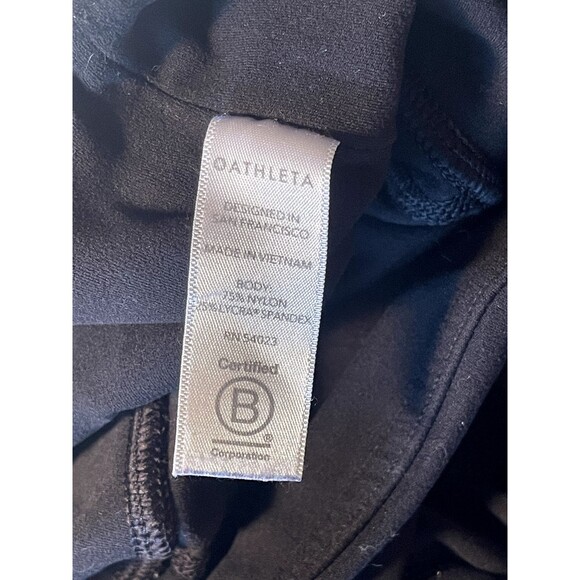 ATHLETA
DESIGNED IN
SAN FRANCISCO
MADE IN VIETNAM
BODY:
75% NYLON
25% LYCRA® SPANDEX
RN 54023
Certified
B
®
Corporation